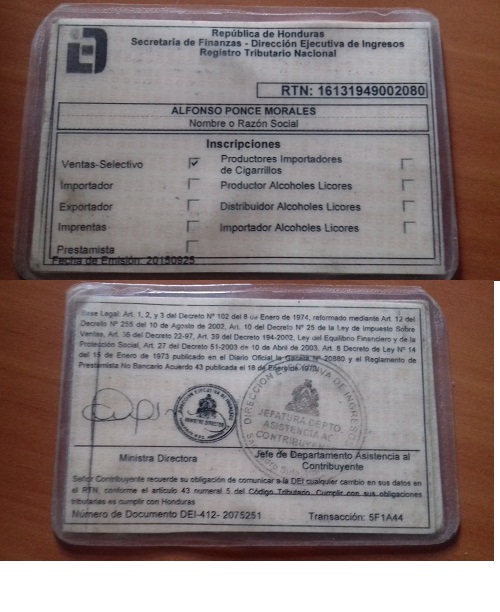 República de Honduras
Secretaria de Finanzas - Dirección Ejecutiva de Ingresos
Registro Tributario Nacional
RTN: 16131949002080
ALFONSO PONCE MORALES
Nombre o Razón Social
Inscripciones
Ventas-Selectivo
Productores Importadores de Cigarrillos
Importador
Productor Alcoholes Licores
Exportador
Distribuidor Alcoholes Licores
Imprentas
Importador Alcoholes Licores
Prestamista
Fecha de Emisión: 20150925
Base Legal: Art. 1, 2, y 3 del Decreto Nº 102 del 8 de Enero de 1974, reformado mediante Art. 12 del
Decreto Nº 255 del 10 de Agosto de 2002, Art. 10 del Decreto Nº 25 de la Ley de Impuesto Sobre
Ventas, Art. 56 del Decreto 22-97, Art. 39 del Decreto 194-2002, Ley del Equilibrio Financiero y de la
Protección Social, Art. 27 del Decreto 51-2003 de 10 de Abril de 2003, Art. 8 Decreto de Ley Nº 14
del 15 de Enero de 1973 publicado en el Diario Oficial la Gaceta Nº 20880 y el Reglamento de
Prestamista No Bancario Acuerdo 43 publicado el 18 de Enero de 1973
DIRECCION EJECUTIVA DE INGRESOS
JEFATURA DEPTO
ASISTENCIA AL
CONTRIBUYENTE
Ministra Directora
Jefe de Departamento Asistencia al
Contribuyente
Señor Contribuyente recuerde su obligación de comunicar a la DEI cualquier cambio en sus datos en
el RTN, conforme el artículo 43 numeral 5 del Código Tributario. Cumplir con sus obligaciones
tributarias es cumplir con Honduras
Número de Documento DEI-412- 2075251
Transacción: 5F1A44